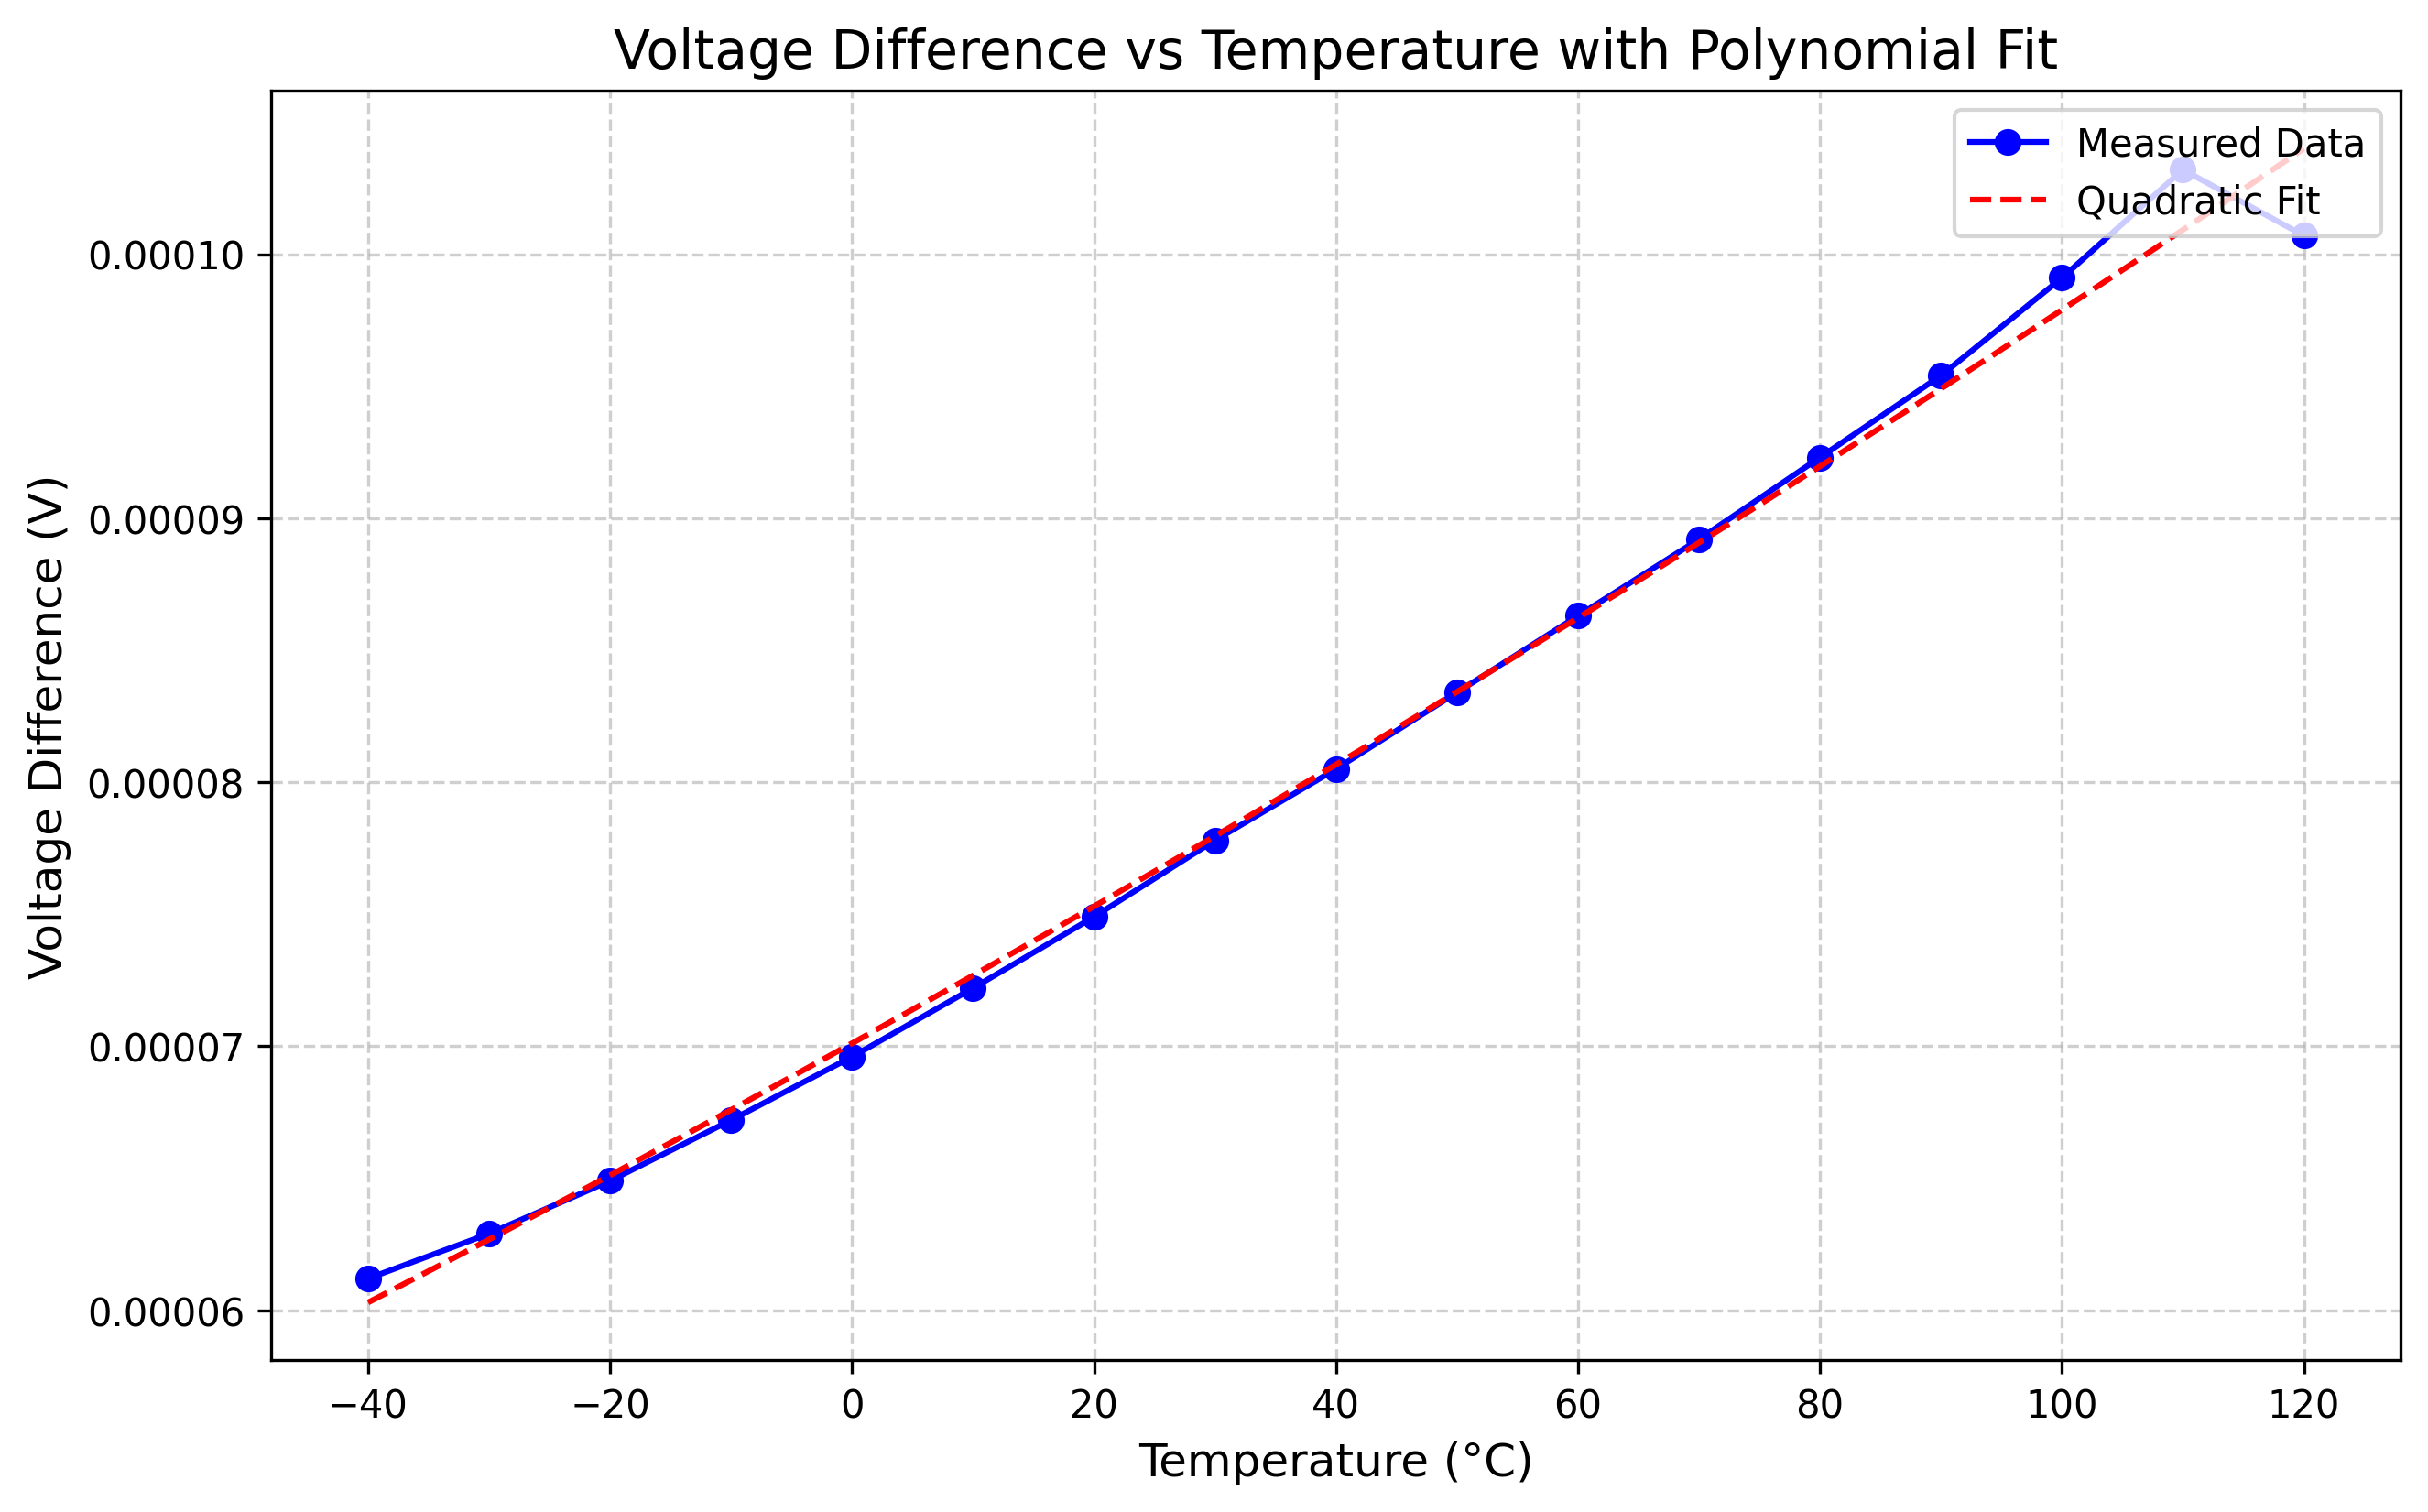 Voltage Difference vs Temperature with Polynomial Fit
Measured Data
Quadratic Fit
Voltage Difference (V)
0.00010
0.00009
0.00008
0.00007
0.00006
−40
−20
0
20
40
60
80
100
120
Temperature (°C)